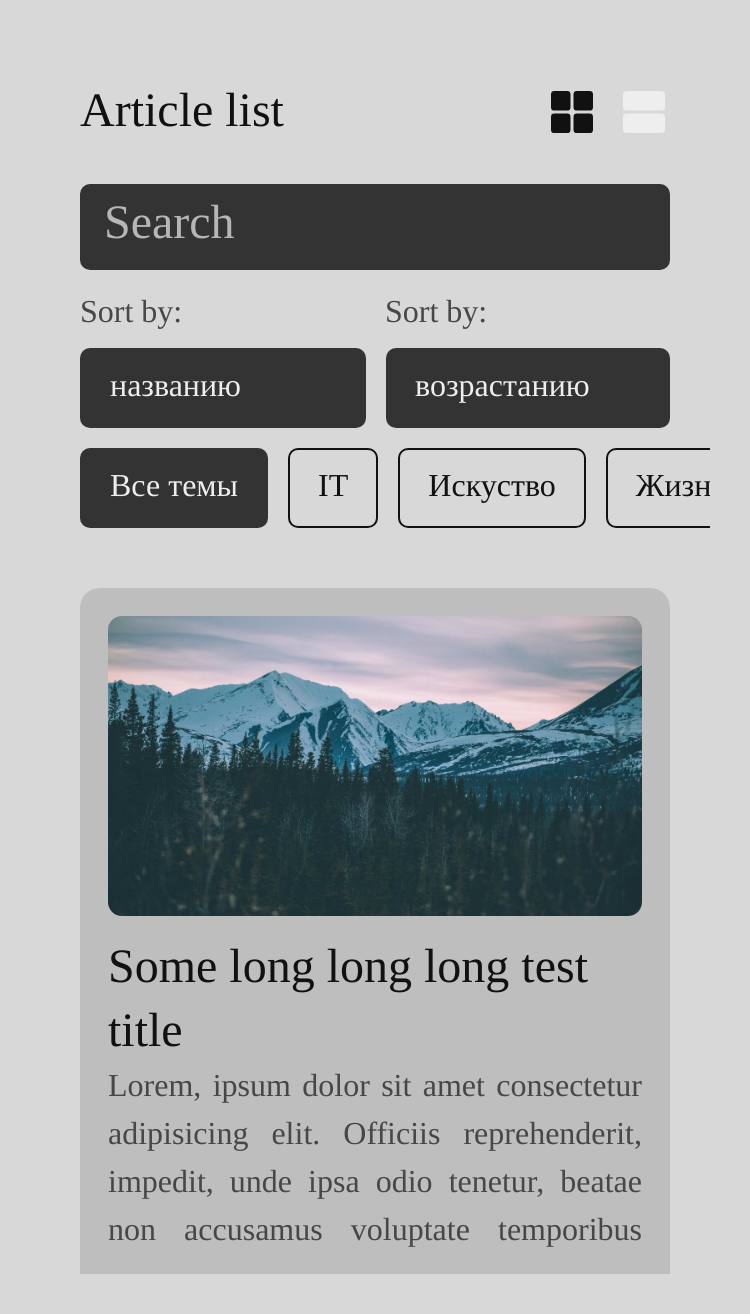 Article list
Search
Sort by:
Sort by:
названию
возрастанию
Все темы
IT
Искуство
Жизн
Some long long long test
title
Lorem, ipsum dolor sit amet consectetur
adipisicing elit. Officiis reprehenderit,
impedit, unde ipsa odio tenetur, beatae
non accusamus voluptate temporibus